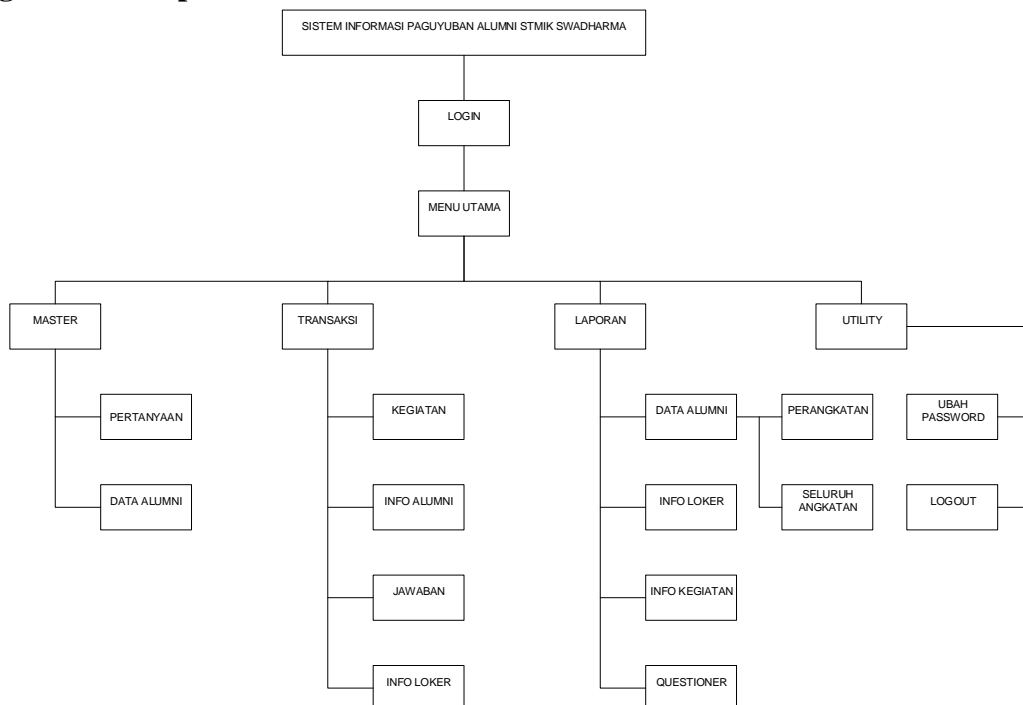 SISTEM INFORMASI PAGUYUBAN ALUMNI STMIK SWADHARMA
LOGIN
MENU UTAMA
MASTER
TRANSAKSI
LAPORAN
UTILITY
PERTANYAAN
KEGIATAN
DATA ALUMNI
PERANGKATAN
UBAH
PASSWORD
DATA ALUMNI
INFO ALUMNI
INFO LOKER
SELURUH
ANGKATAN
LOGOUT
JAWABAN
INFO KEGIATAN
INFO LOKER
QUESTIONER